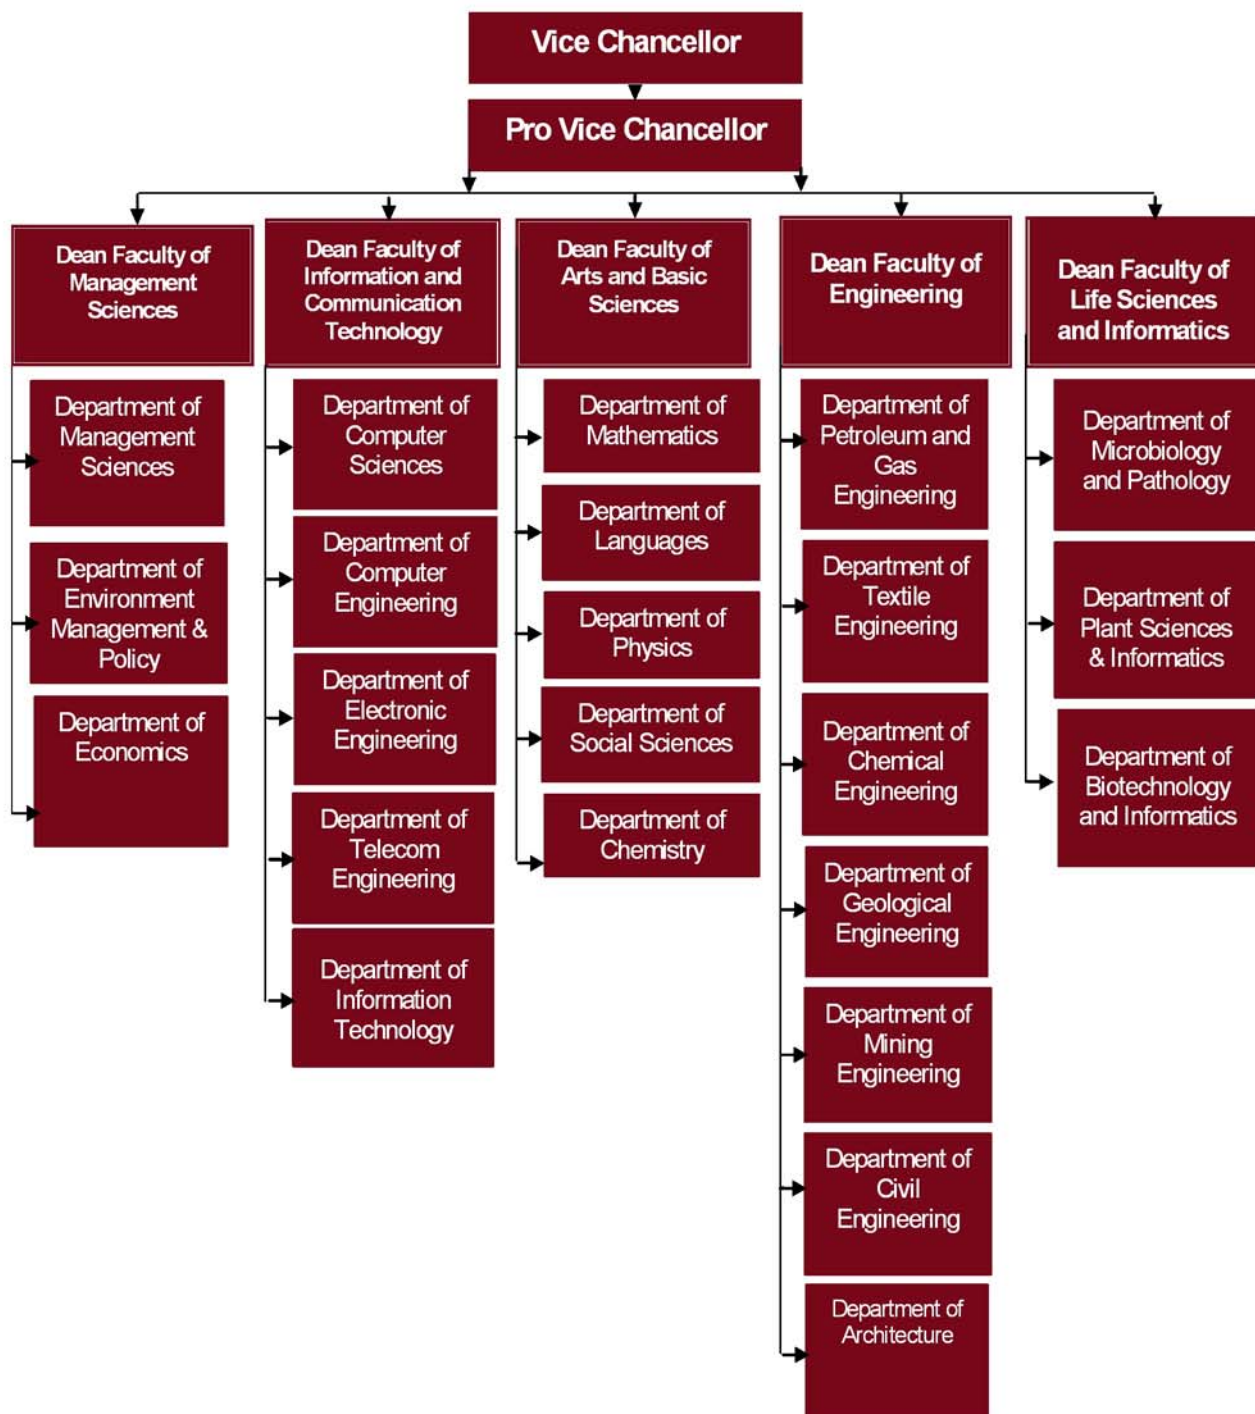 Vice Chancellor
Pro Vice Chancellor
Dean Faculty of
Management
Sciences
Department of
Management
Sciences
Department of
Environment
Management &
Policy
Department of
Economics
Dean Faculty of
Information and
Communication
Technology
Department of
Computer
Sciences
Department of
Computer
Engineering
Department of
Electronic
Engineering
Department of
Telecom
Engineering
Department of
Information
Technology
Dean Faculty of
Arts and Basic
Sciences
Department of
Mathematics
Department of
Languages
Department of
Physics
Department of
Social Sciences
Department of
Chemistry
Dean Faculty of
Engineering
Department of
Petroleum and
Gas
Engineering
Department of
Textile
Engineering
Department of
Chemical
Engineering
Department of
Geological
Engineering
Department of
Mining
Engineering
Department of
Civil
Engineering
Department of
Architecture
Dean Faculty of
Life Sciences
and Informatics
Department of
Microbiology
and Pathology
Department of
Plant Sciences
& Informatics
Department of
Biotechnology
and Informatics